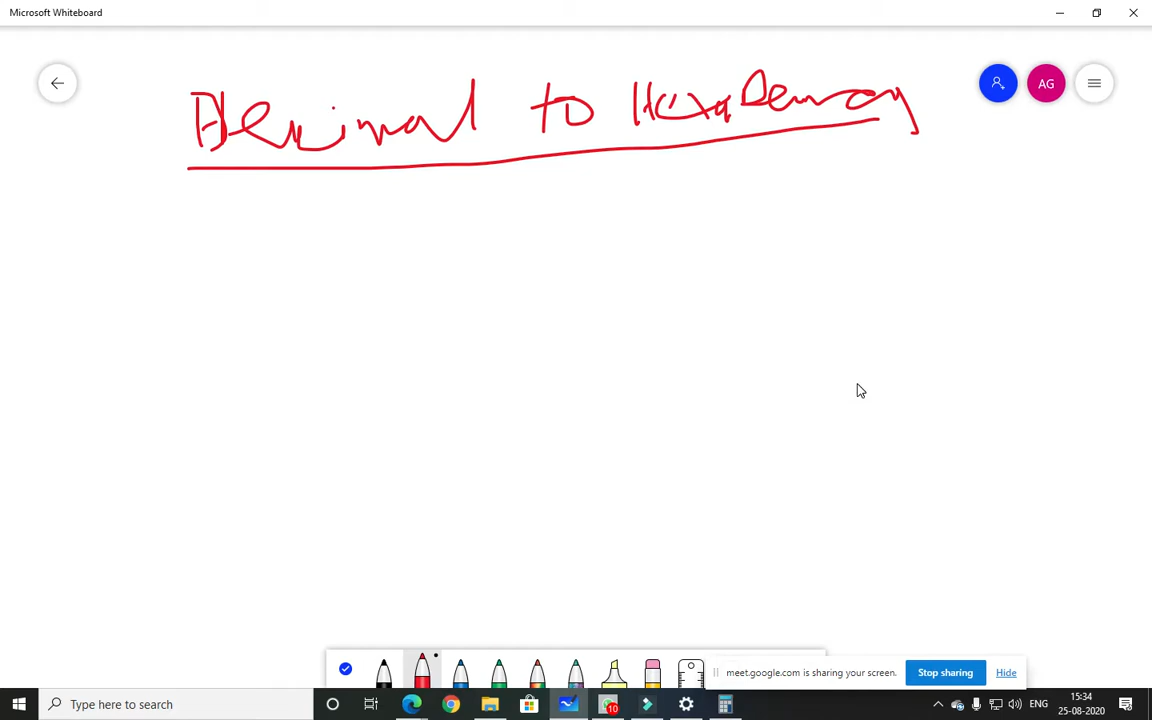 Microsoft Whiteboard
AG
Decimal to HexaDecimal
meet.google.com is sharing your screen.
Stop sharing
Hide
Type here to search
10
ENG
15:34
25-08-2020